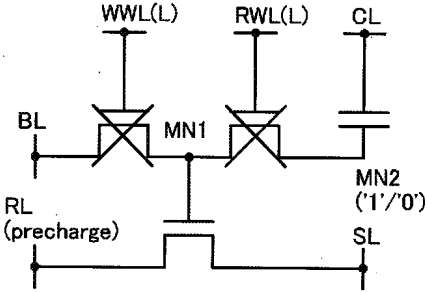 WWL(L) RWL(L) CL
BL
MN1
MN2
('1'/'0')
RL
(precharge)
SL